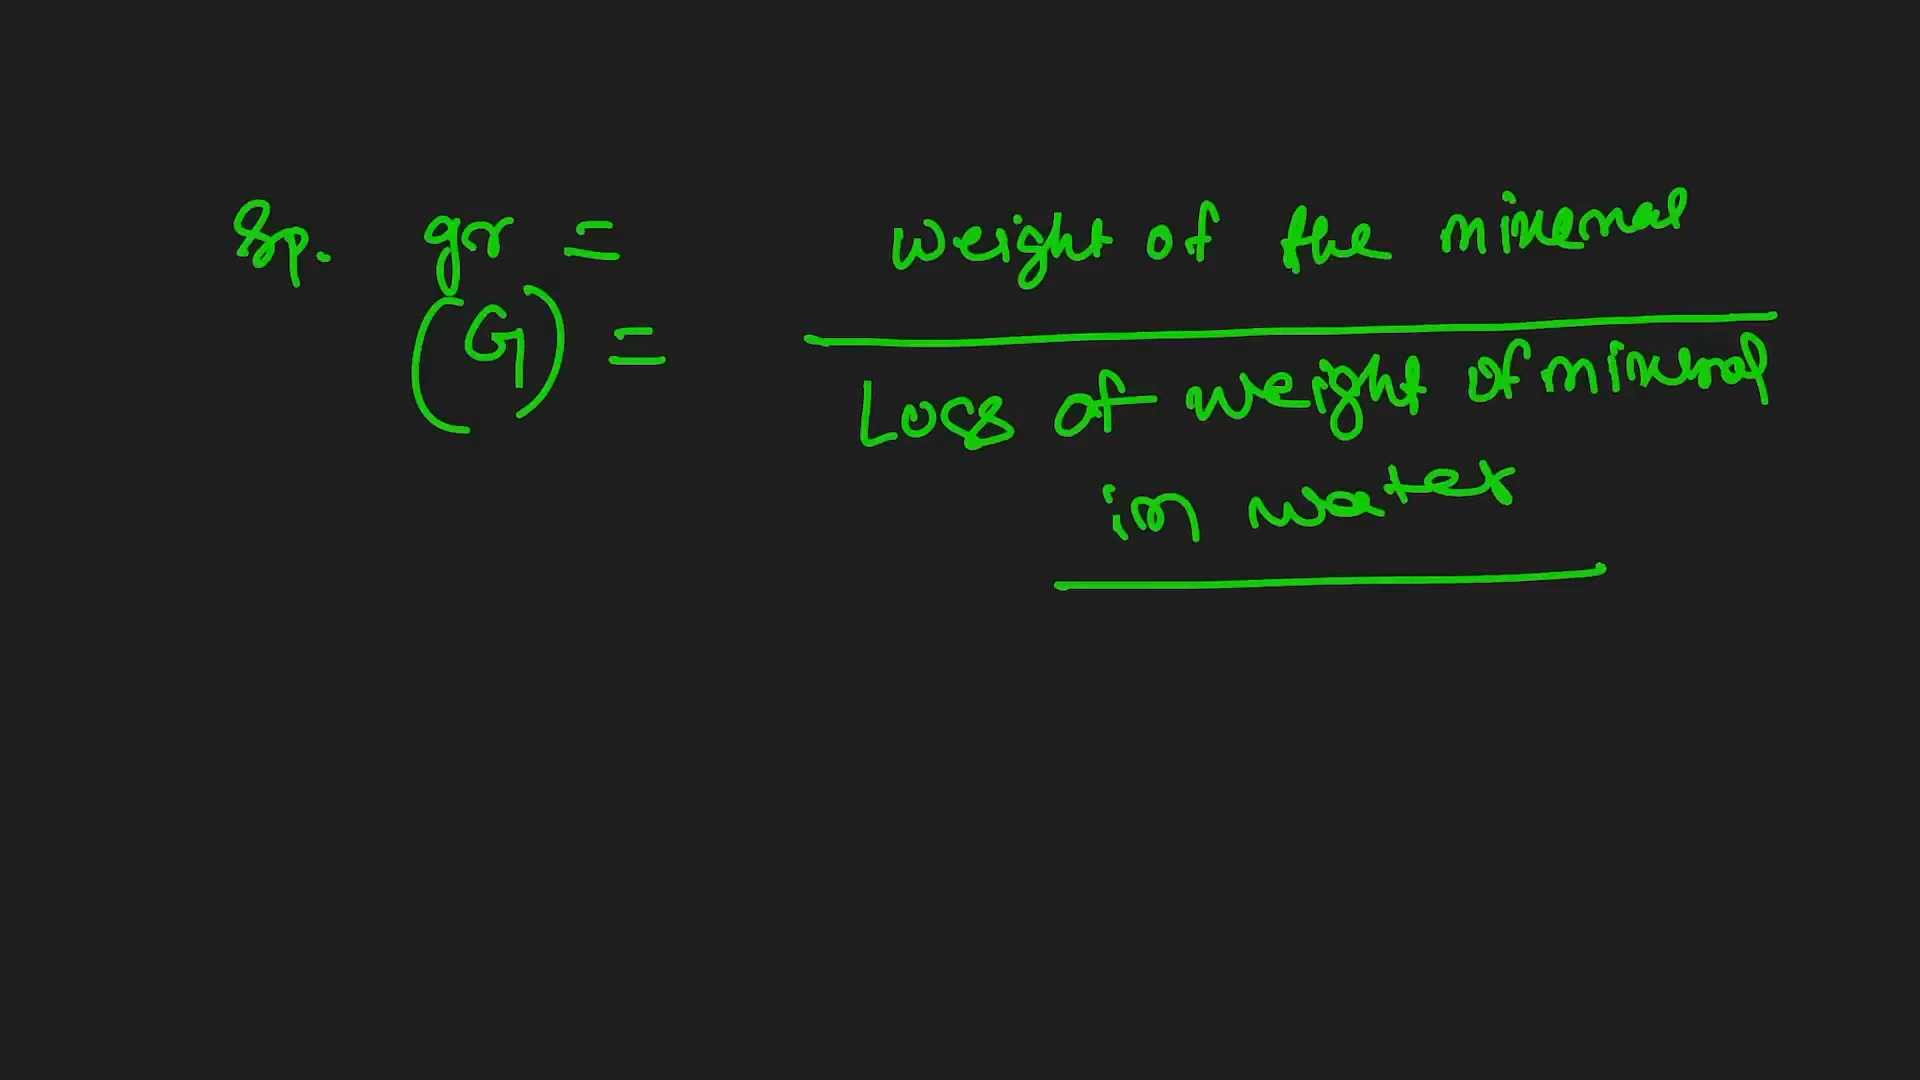 Sp. gr = weight of the mineral
(G) =
Loss of weight of mineral
in water